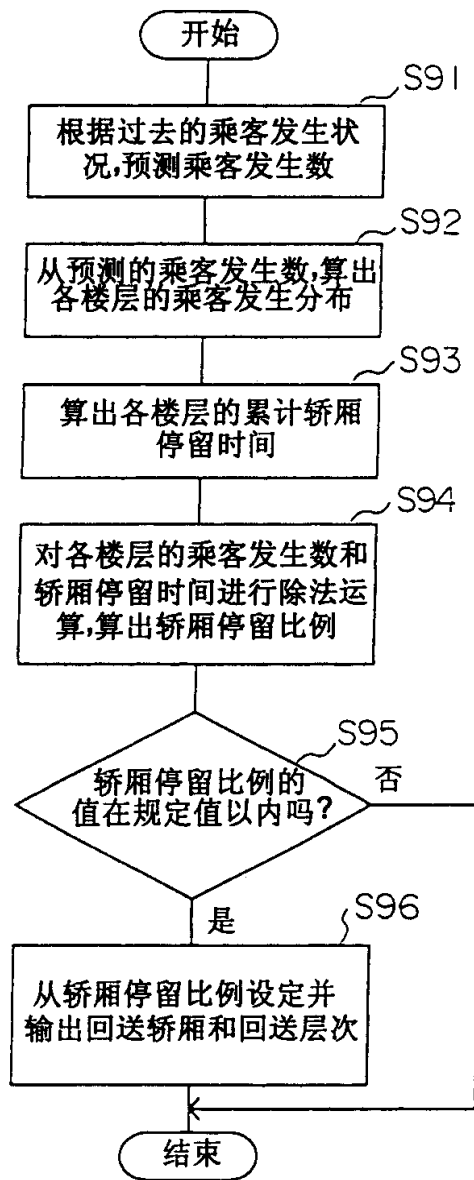 开始
S91
根据过去的乘客发生状
况,预测乘客发生数
S92
从预测的乘客发生数,算出
各楼层的乘客发生分布
S93
算出各楼层的累计轿厢
停留时间
S94
对各楼层的乘客发生数和
轿厢停留时间进行除法运
算,算出轿厢停留比例
S95
轿厢停留比例的
值在规定值以内吗?
否
是
S96
从轿厢停留比例设定并
输出回送轿厢和回送层次
结束